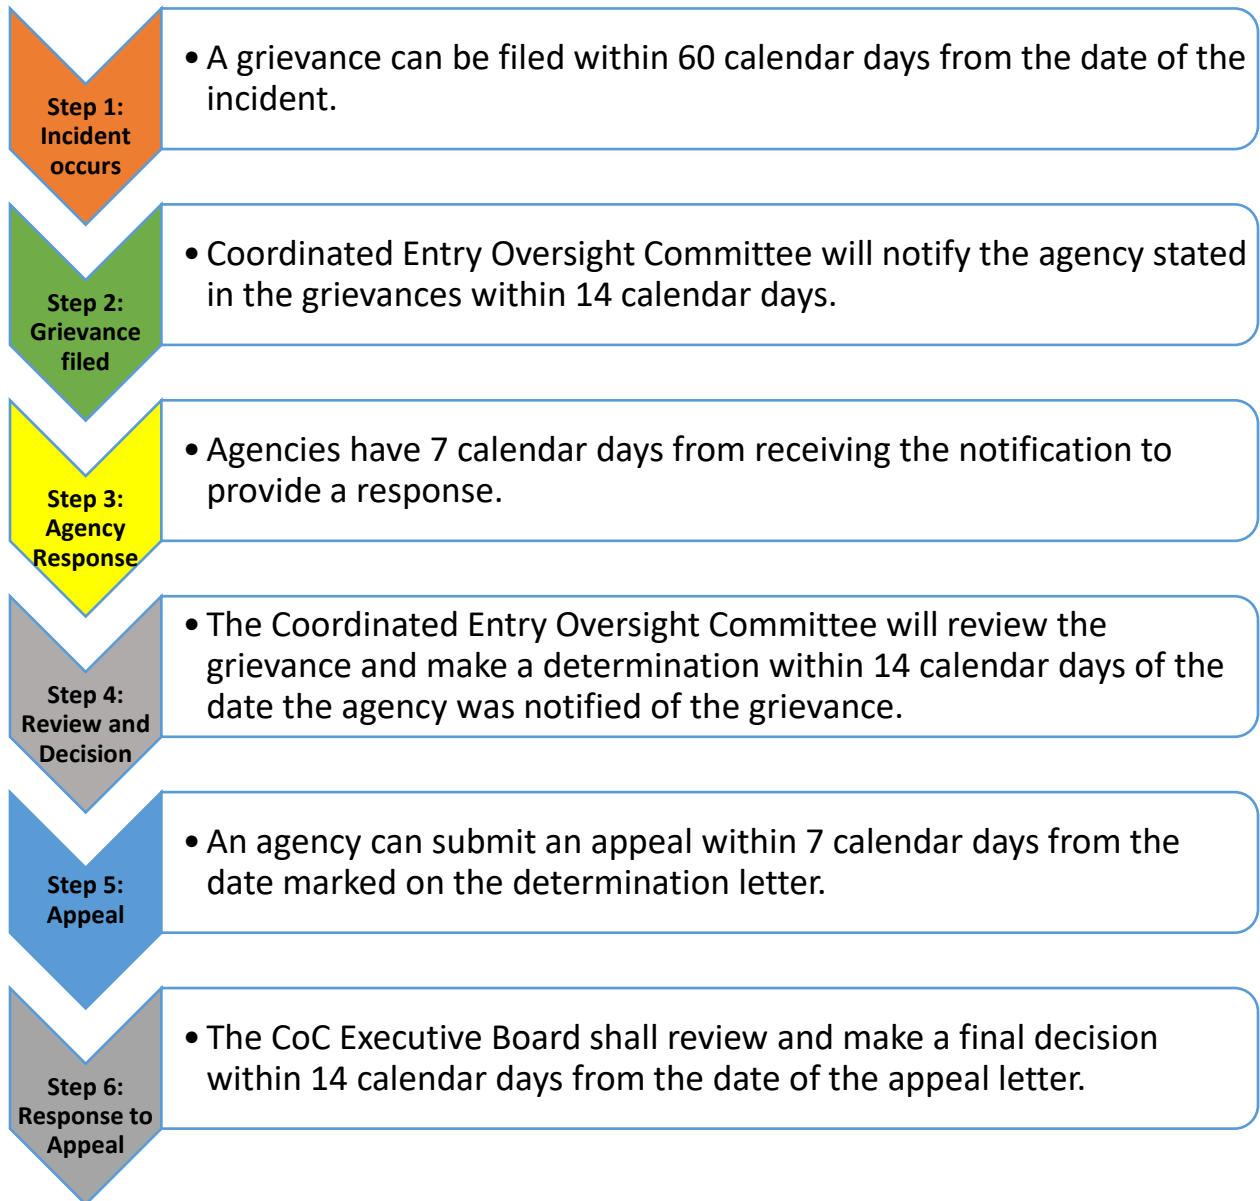 Step 1:
Incident
occurs
• A grievance can be filed within 60 calendar days from the date of the
incident.
Step 2:
Grievance
filed
• Coordinated Entry Oversight Committee will notify the agency stated
in the grievances within 14 calendar days.
Step 3:
Agency
Response
• Agencies have 7 calendar days from receiving the notification to
provide a response.
Step 4:
Review and
Decision
• The Coordinated Entry Oversight Committee will review the
grievance and make a determination within 14 calendar days of the
date the agency was notified of the grievance.
Step 5:
Appeal
• An agency can submit an appeal within 7 calendar days from the
date marked on the determination letter.
Step 6:
Response to
Appeal
• The CoC Executive Board shall review and make a final decision
within 14 calendar days from the date of the appeal letter.